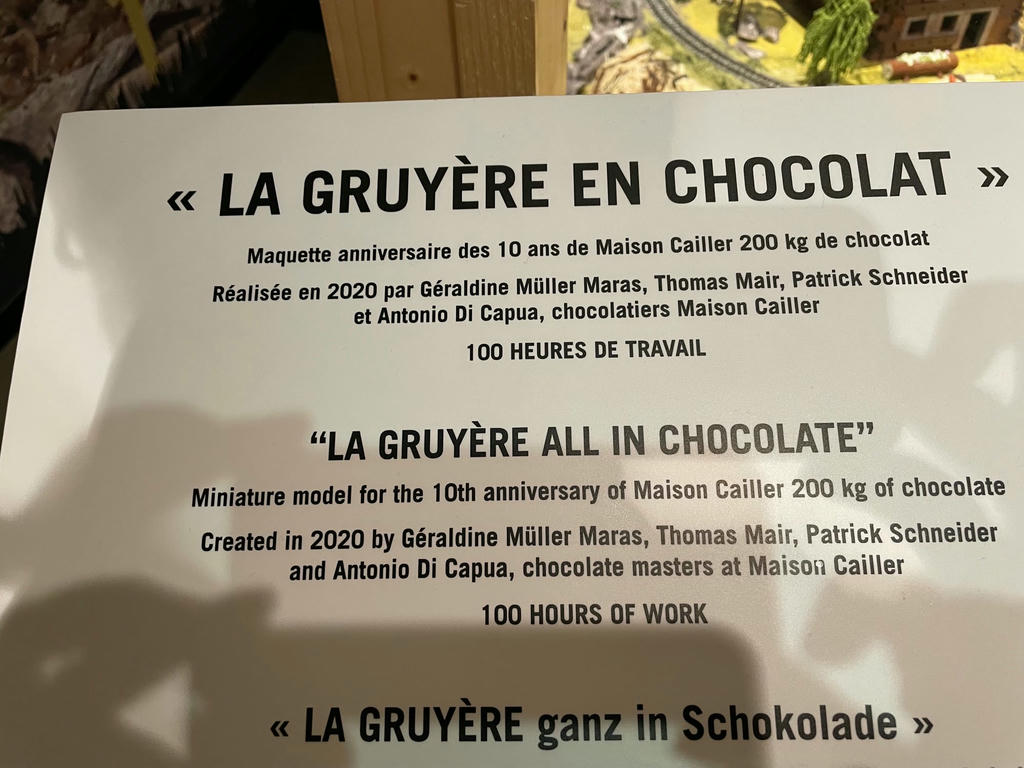 « LA GRUYÈRE EN CHOCOLAT »
Maquette anniversaire des 10 ans de Maison Cailler 200 kg de chocolat
Réalisée en 2020 par Géraldine Müller Maras, Thomas Mair, Patrick Schneider
et Antonio Di Capua, chocolatiers Maison Cailler
100 HEURES DE TRAVAIL
“LA GRUYÈRE ALL IN CHOCOLATE”
Miniature model for the 10th anniversary of Maison Cailler 200 kg of chocolate
Created in 2020 by Géraldine Müller Maras, Thomas Mair, Patrick Schneider
and Antonio Di Capua, chocolate masters at Maison Cailler
100 HOURS OF WORK
« LA GRUYÈRE ganz in Schokolade »